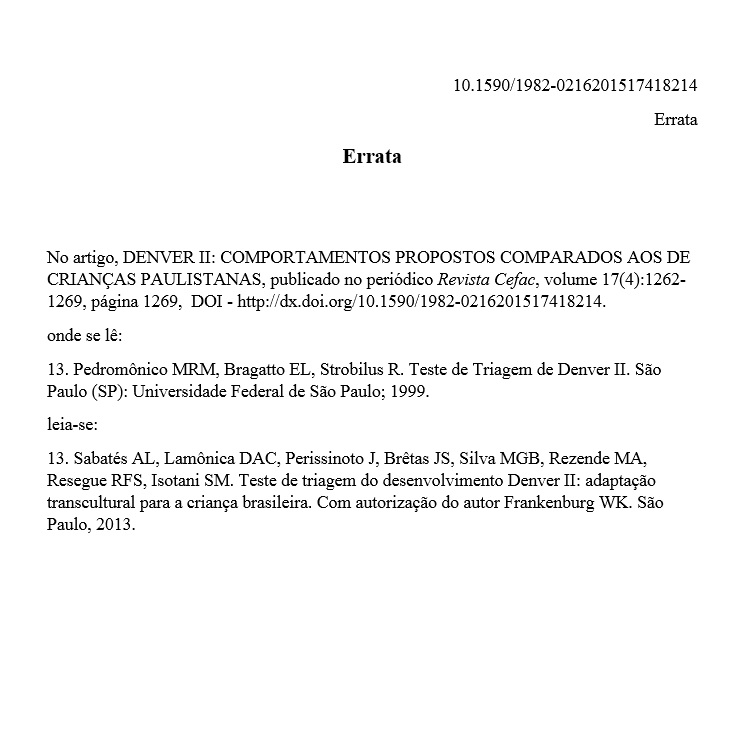 10.1590/1982-0216201517418214
Errata
Errata
No artigo, DENVER II: COMPORTAMENTOS PROPOSTOS COMPARADOS AOS DE
CRIANÇAS PAULISTANAS, publicado no periódico Revista Cefac, volume 17(4):1262-
1269, página 1269, DOI - http://dx.doi.org/10.1590/1982-0216201517418214.
onde se lê:
13. Pedromônico MRM, Bragatto EL, Strobilus R. Teste de Triagem de Denver II. São
Paulo (SP): Universidade Federal de São Paulo; 1999.
leia-se:
13. Sabatés AL, Lamônica DAC, Perissinoto J, Brêtas JS, Silva MGB, Rezende MA,
Resegue RFS, Isotani SM. Teste de triagem do desenvolvimento Denver II: adaptação
transcultural para a criança brasileira. Com autorização do autor Frankenburg WK. São
Paulo, 2013.